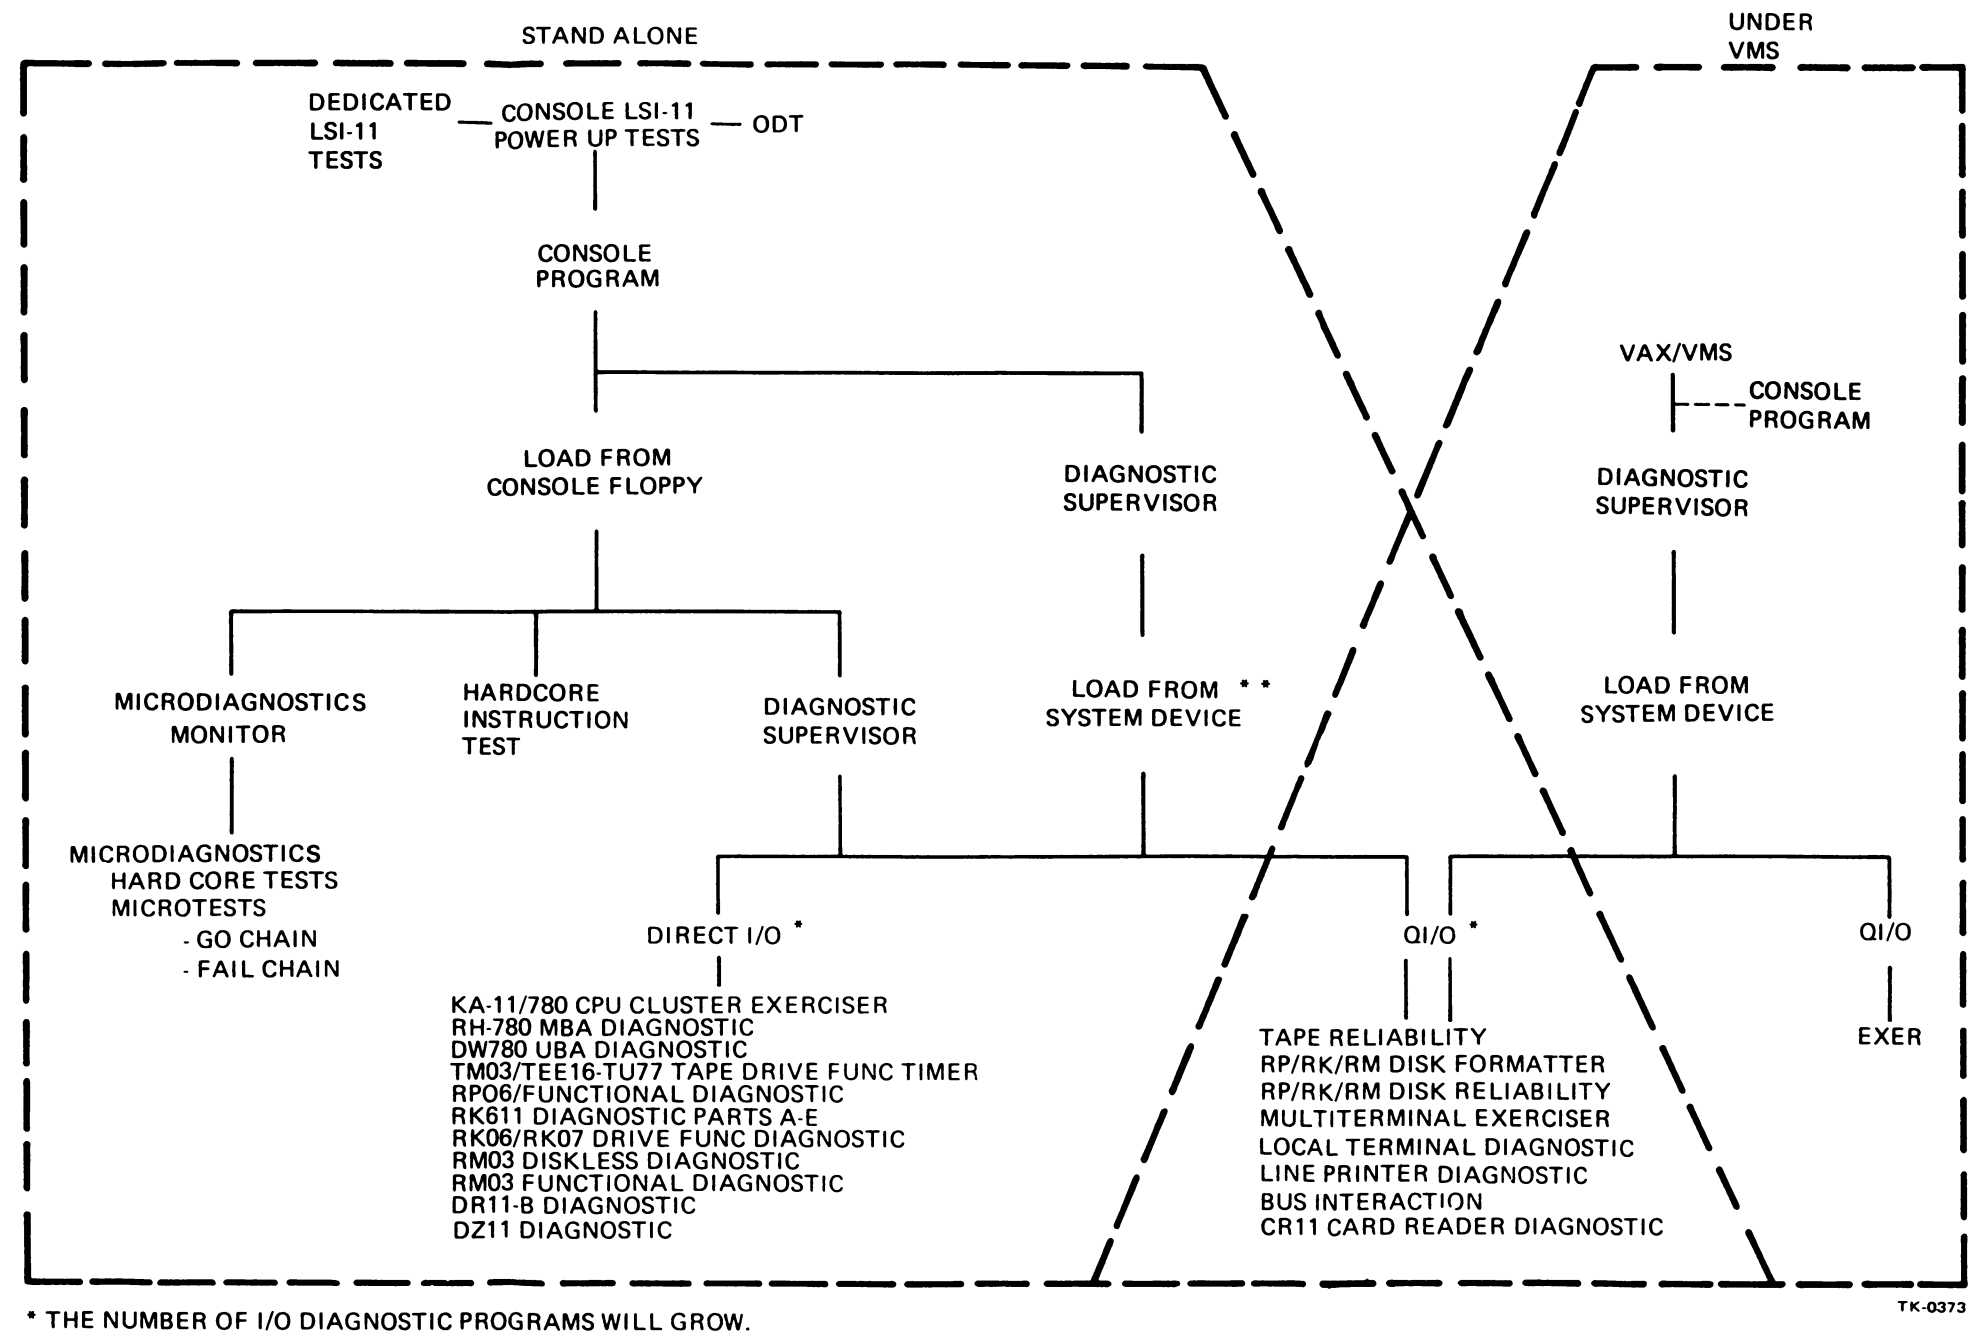 STAND ALONE
UNDER
VMS
DEDICATED
LSI-11
TESTS
CONSOLE LSI-11
POWER UP TESTS
ODT
CONSOLE
PROGRAM
VAX/VMS
CONSOLE
PROGRAM
LOAD FROM
CONSOLE FLOPPY
DIAGNOSTIC
SUPERVISOR
DIAGNOSTIC
SUPERVISOR
MICRODIAGNOSTICS
MONITOR
HARDCORE
INSTRUCTION
TEST
DIAGNOSTIC
SUPERVISOR
LOAD FROM * *
SYSTEM DEVICE
LOAD FROM
SYSTEM DEVICE
MICRODIAGNOSTICS
HARD CORE TESTS
MICROTESTS
- GO CHAIN
- FAIL CHAIN
DIRECT I/O *
QI/O *
QI/O
KA-11/780 CPU CLUSTER EXERCISER
RH-780 MBA DIAGNOSTIC
DW780 UBA DIAGNOSTIC
TM03/TEE16-TU77 TAPE DRIVE FUNC TIMER
RPO6/FUNCTIONAL DIAGNOSTIC
RK611 DIAGNOSTIC PARTS A-E
RK06/RK07 DRIVE FUNC DIAGNOSTIC
RM03 DISKLESS DIAGNOSTIC
RM03 FUNCTIONAL DIAGNOSTIC
DR11-B DIAGNOSTIC
DZ11 DIAGNOSTIC
TAPE RELIABILITY
RP/RK/RM DISK FORMATTER
RP/RK/RM DISK RELIABILITY
MULTITERMINAL EXERCISER
LOCAL TERMINAL DIAGNOSTIC
LINE PRINTER DIAGNOSTIC
BUS INTERACTION
CR11 CARD READER DIAGNOSTIC
EXER
* THE NUMBER OF I/O DIAGNOSTIC PROGRAMS WILL GROW.
TK-0373